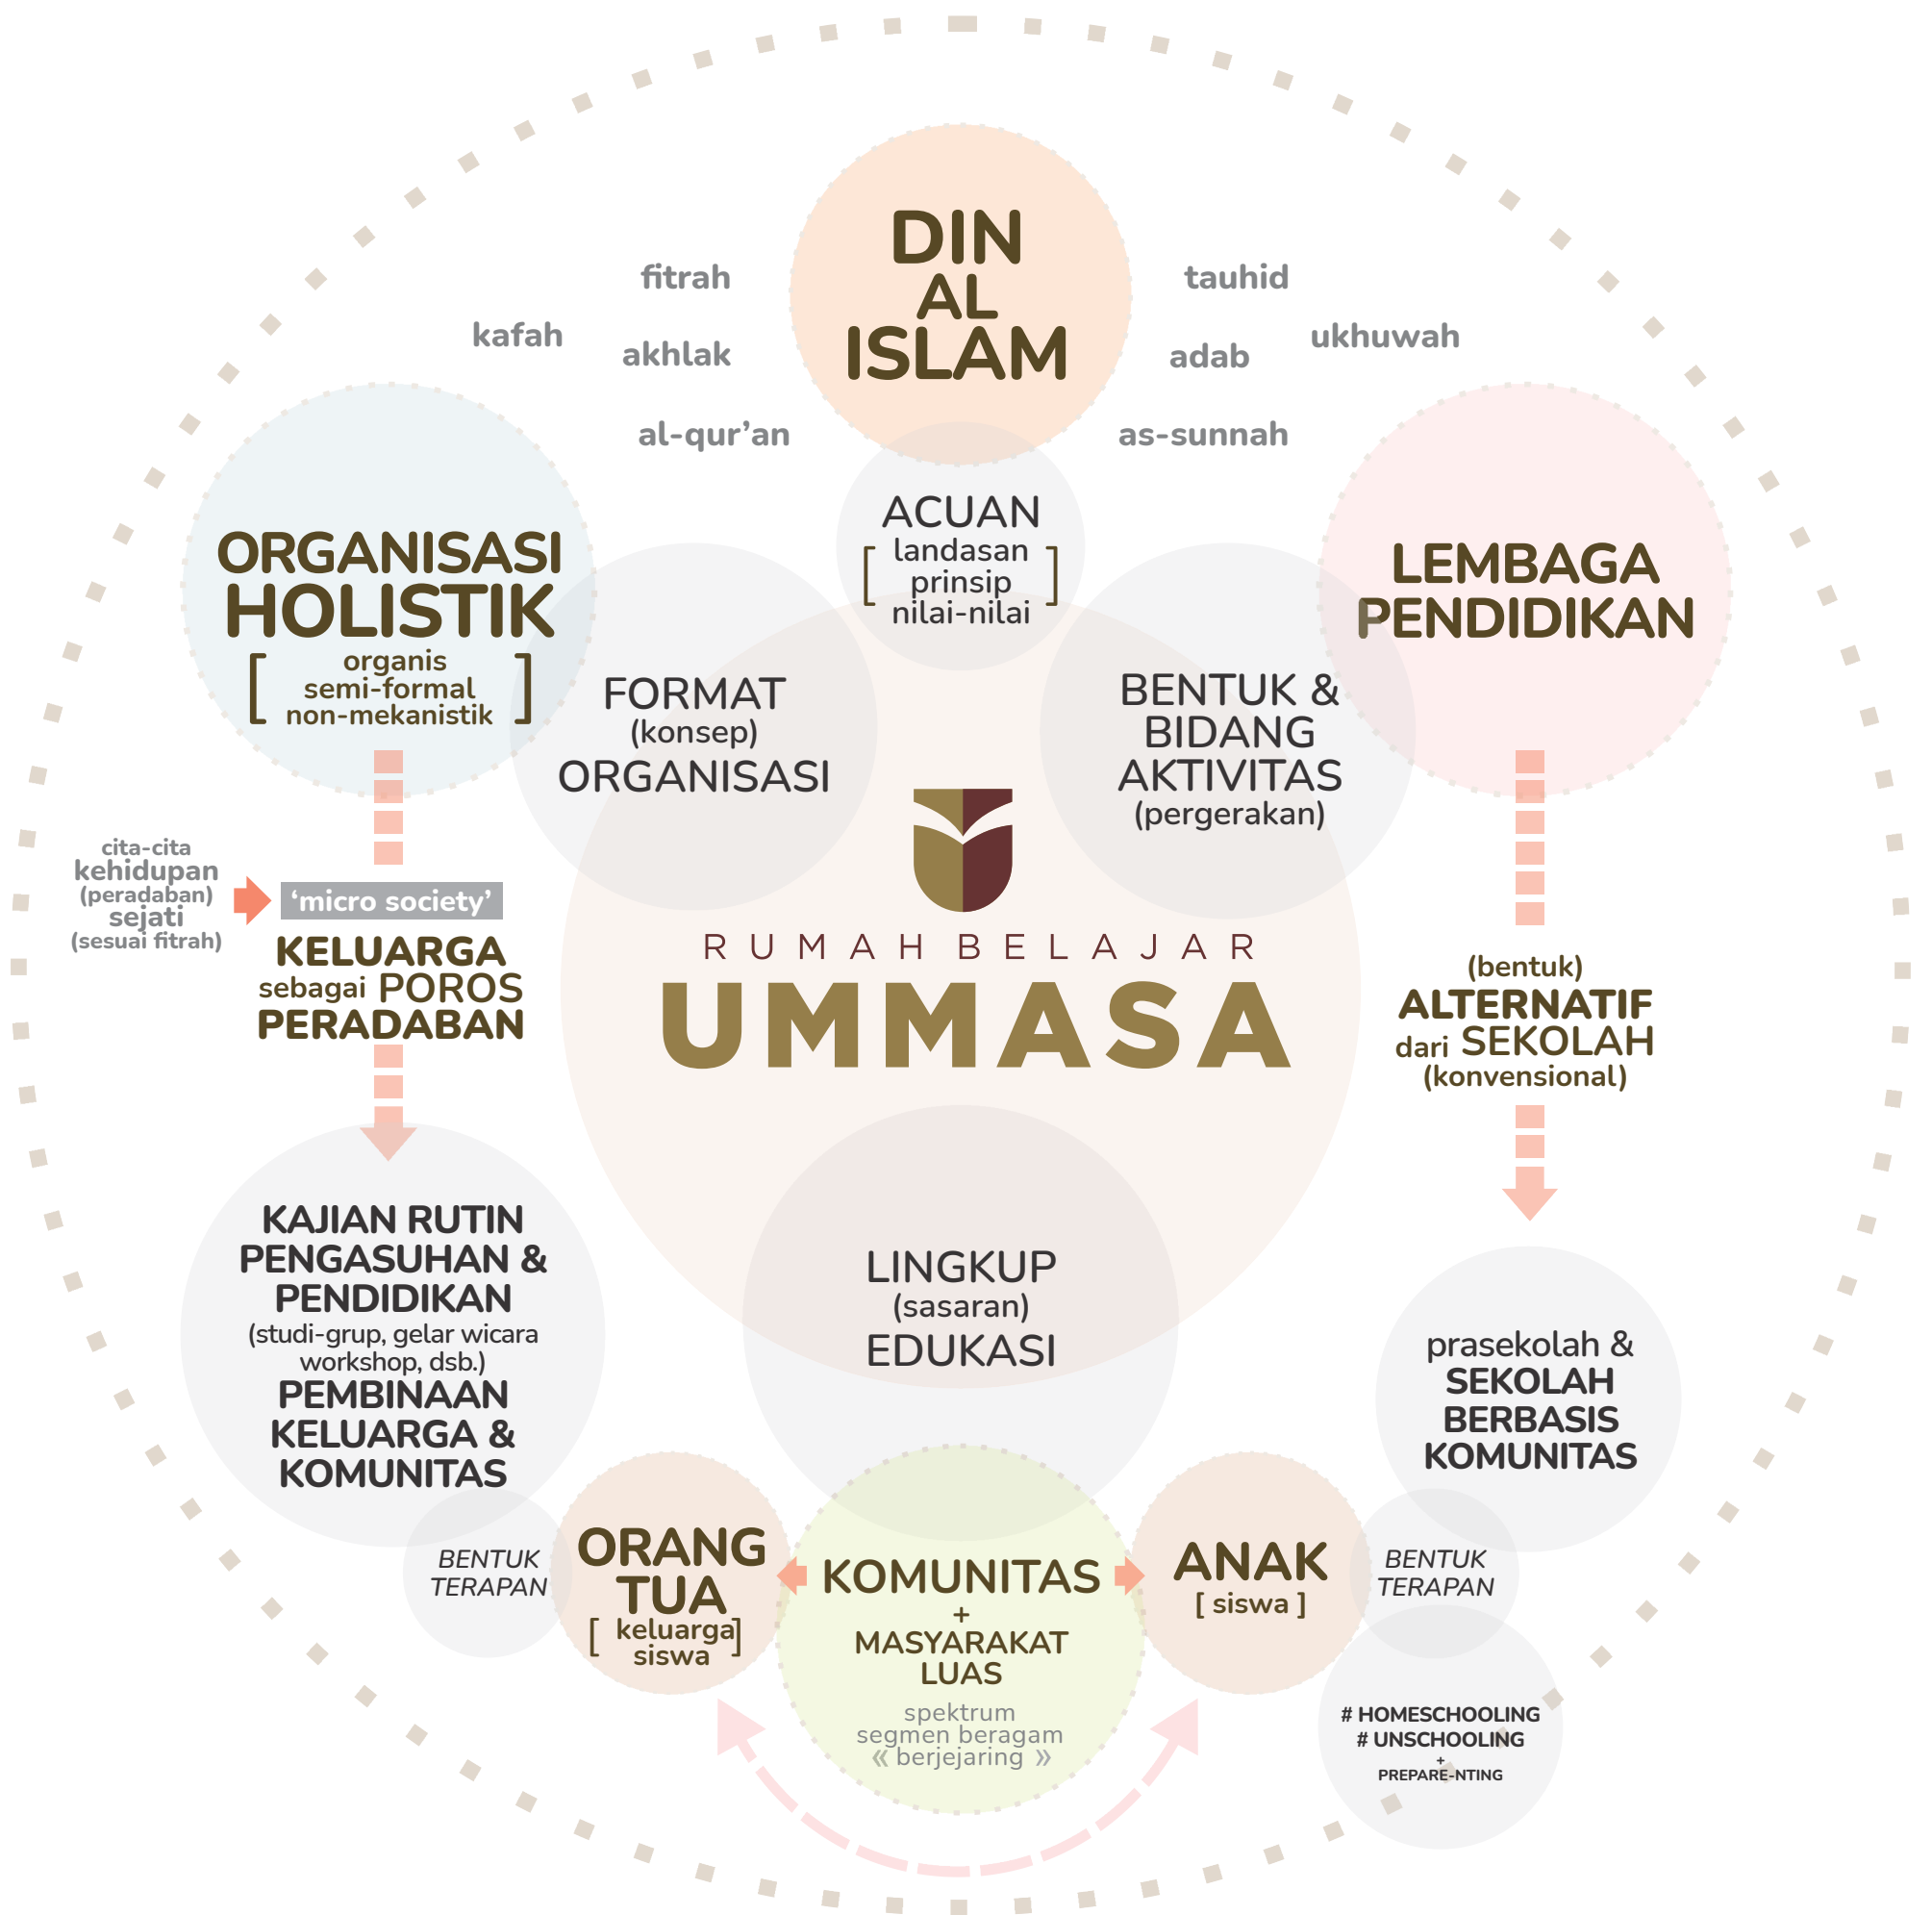 DIN
AL
ISLAM
fitrah
kafah
akhlak
al-qur’an
tauhid
ukhuwah
adab
as-sunnah
ACUAN
[ landasan
prinsip
nilai-nilai ]
ORGANISASI
HOLISTIK
[ organis
semi-formal
non-mekanistik ]
FORMAT
(konsep)
ORGANISASI
BENTUK &
BIDANG
AKTIVITAS
(pergerakan)
LEMBAGA
PENDIDIKAN
cita-cita
kehidupan
(peradaban)
sejati
(sesuai fitrah)
‘micro society’
KELUARGA
sebagai POROS
PERADABAN
RUMAH BELAJAR
UMMASA
(bentuk)
ALTERNATIF
dari SEKOLAH
(konvensional)
KAJIAN RUTIN
PENGASUHAN &
PENDIDIKAN
(studi-grup, gelar wicara
workshop, dsb.)
PEMBINAAN
KELUARGA &
KOMUNITAS
LINGKUP
(sasaran)
EDUKASI
prasekolah &
SEKOLAH
BERBASIS
KOMUNITAS
BENTUK
TERAPAN
ORANG
TUA
[ keluarga
siswa ]
KOMUNITAS
+
MASYARAKAT
LUAS
spektrum
segmen beragam
« berjejaring »
ANAK
[ siswa ]
BENTUK
TERAPAN
# HOMESCHOOLING
# UNSCHOOLING
+
PREPARE-NTING